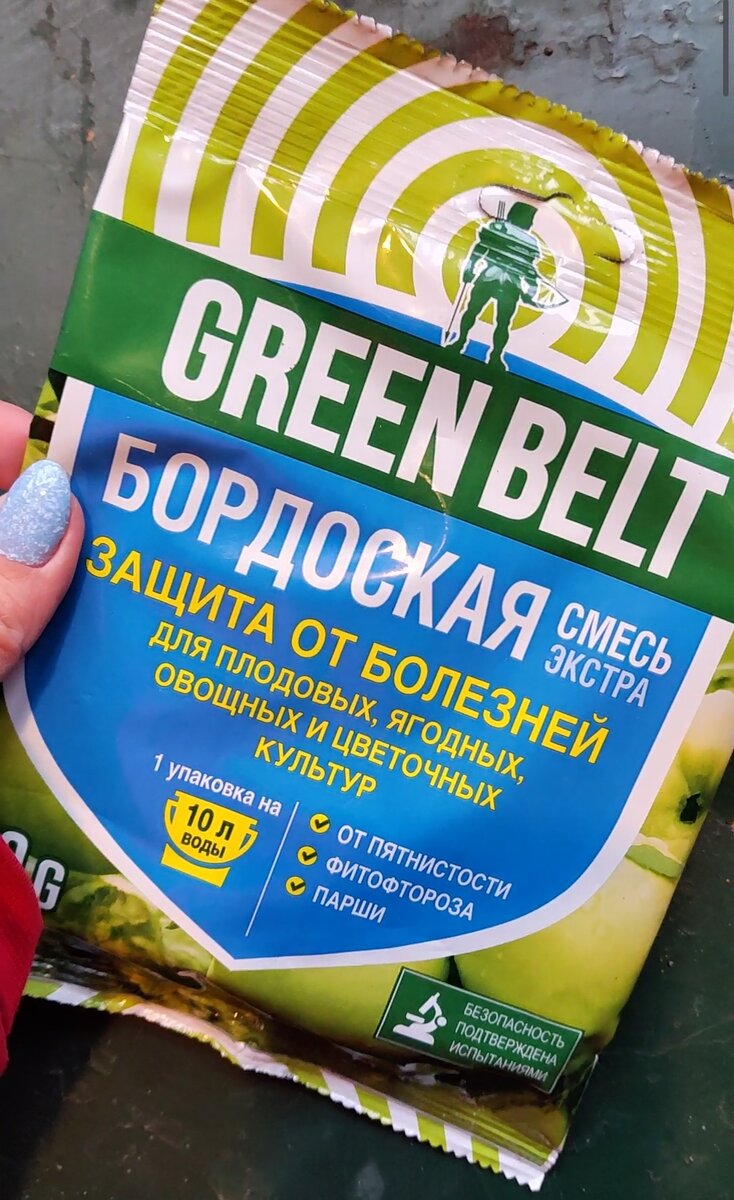 GREEN BELT
БОРДОСКАЯ СМЕСЬ
ЭКСТРА
ЗАЩИТА ОТ БОЛЕЗНЕЙ
ДЛЯ ПЛОДОВЫХ, ЯГОДНЫХ,
ОВОЩНЫХ И ЦВЕТОЧНЫХ
КУЛЬТУР
1 упаковка на
10 л
ВОДЫ
ОТ ПЯТНИСТОСТИ
ФИТОФТОРОЗА
ПАРШИ
БЕЗОПАСНОСТЬ
ПОДТВЕРЖДЕНА
ИСПЫТАНИЯМИ